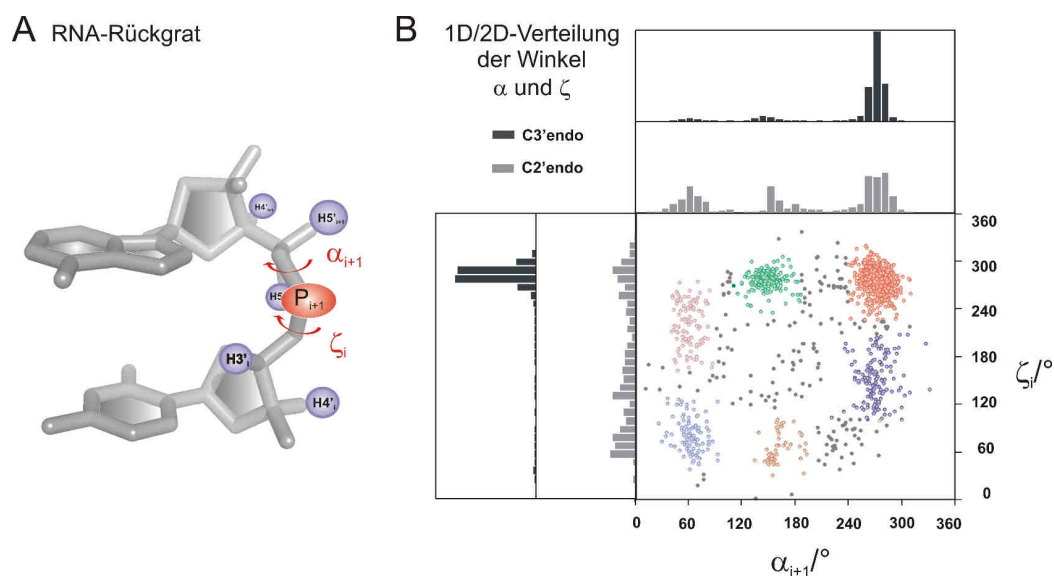 A RNA-Rückgrat
H4'i+1
H5'i+1
αi+1
H5
Pi+1
ζi
H3'i
H4'i
B 1D/2D-Verteilung
der Winkel
α und ζ
C3'endo
C2'endo
360
300
240
180
120
60
0
ζi/°
0 60 120 180 240 300 360
αi+1/°